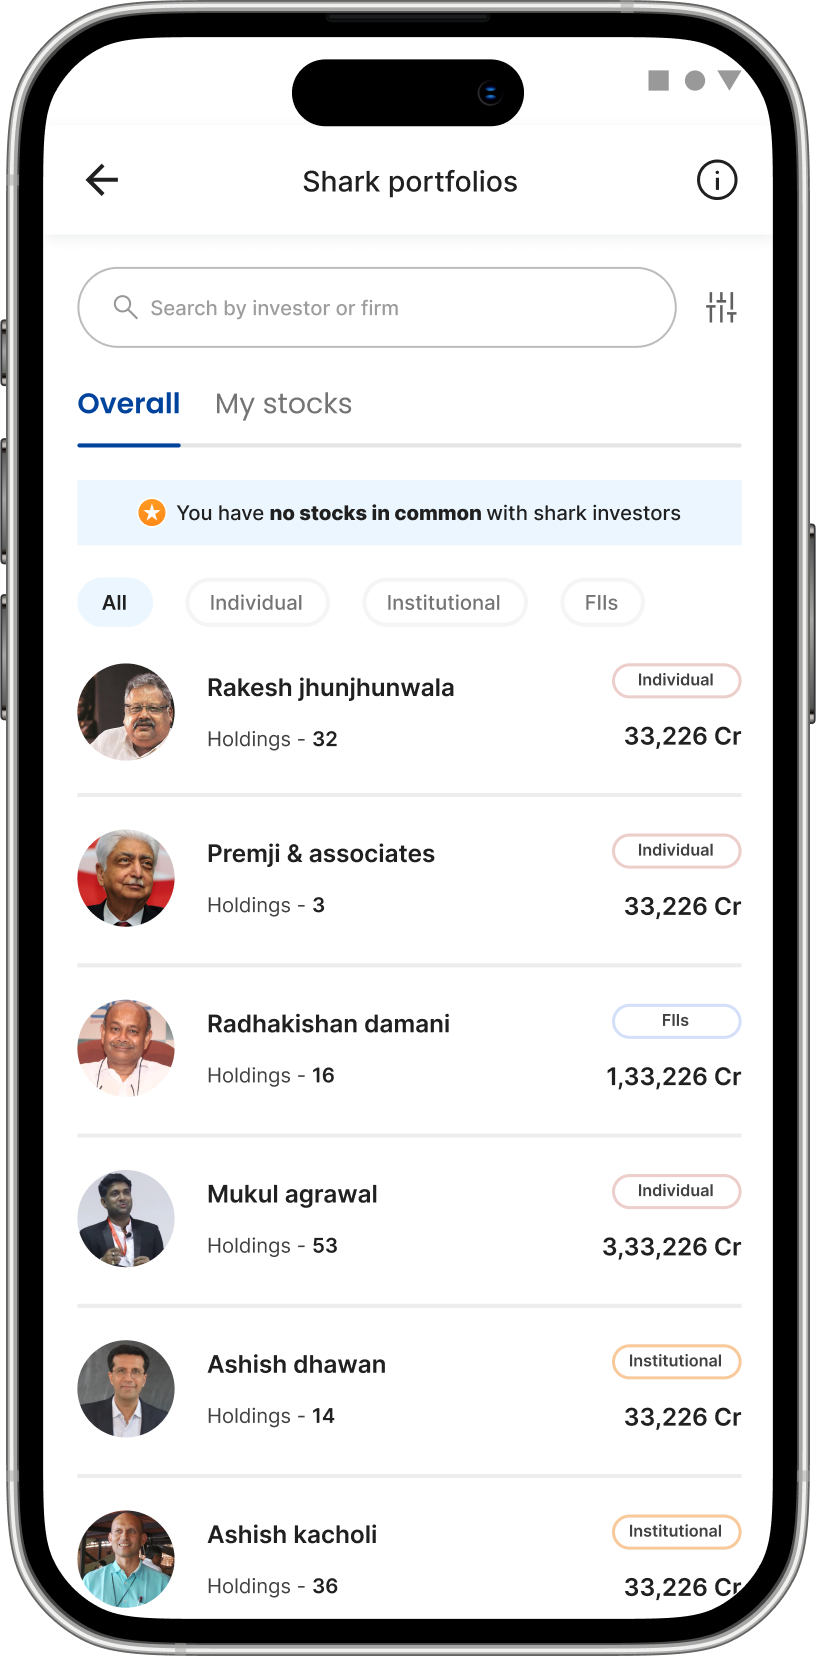 Shark portfolios
Search by investor or firm
Overall My stocks
You have no stocks in common with shark investors
All Individual Institutional FIIs
Rakesh jhunjhunwala Individual
Holdings - 32 33,226 Cr
Premji & associates Individual
Holdings - 3 33,226 Cr
Radhakishan damani FIIs
Holdings - 16 1,33,226 Cr
Mukul agrawal Individual
Holdings - 53 3,33,226 Cr
Ashish dhawan Institutional
Holdings - 14 33,226 Cr
Ashish kacholi Institutional
Holdings - 36 33,226 Cr